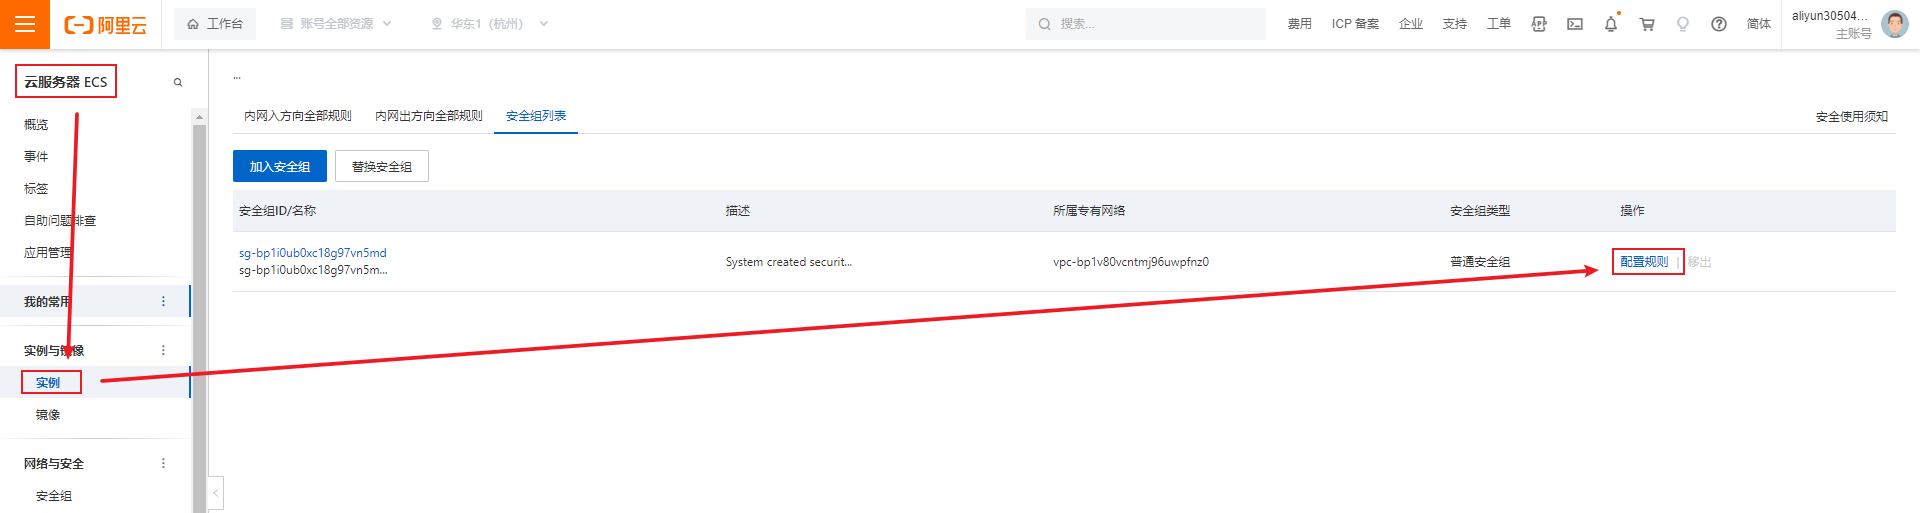 阿里云
工作台
账号全部资源
华东1（杭州）
搜索...
费用
ICP 备案
企业
支持
工单
APP
简体
aliyun30504...
主账号
云服务器 ECS
概览
事件
标签
自助问题排查
应用管理
我的常用
实例与镜像
实例
镜像
网络与安全
安全组
...
内网入方向全部规则
内网出方向全部规则
安全组列表
安全使用须知
加入安全组
替换安全组
安全组ID/名称
描述
所属专有网络
安全组类型
操作
sg-bp1i0ub0xc18g97vn5md
sg-bp1i0ub0xc18g97vn5m...
System created securit...
vpc-bp1v80vcntmj96uwpfnz0
普通安全组
配置规则 | 移出